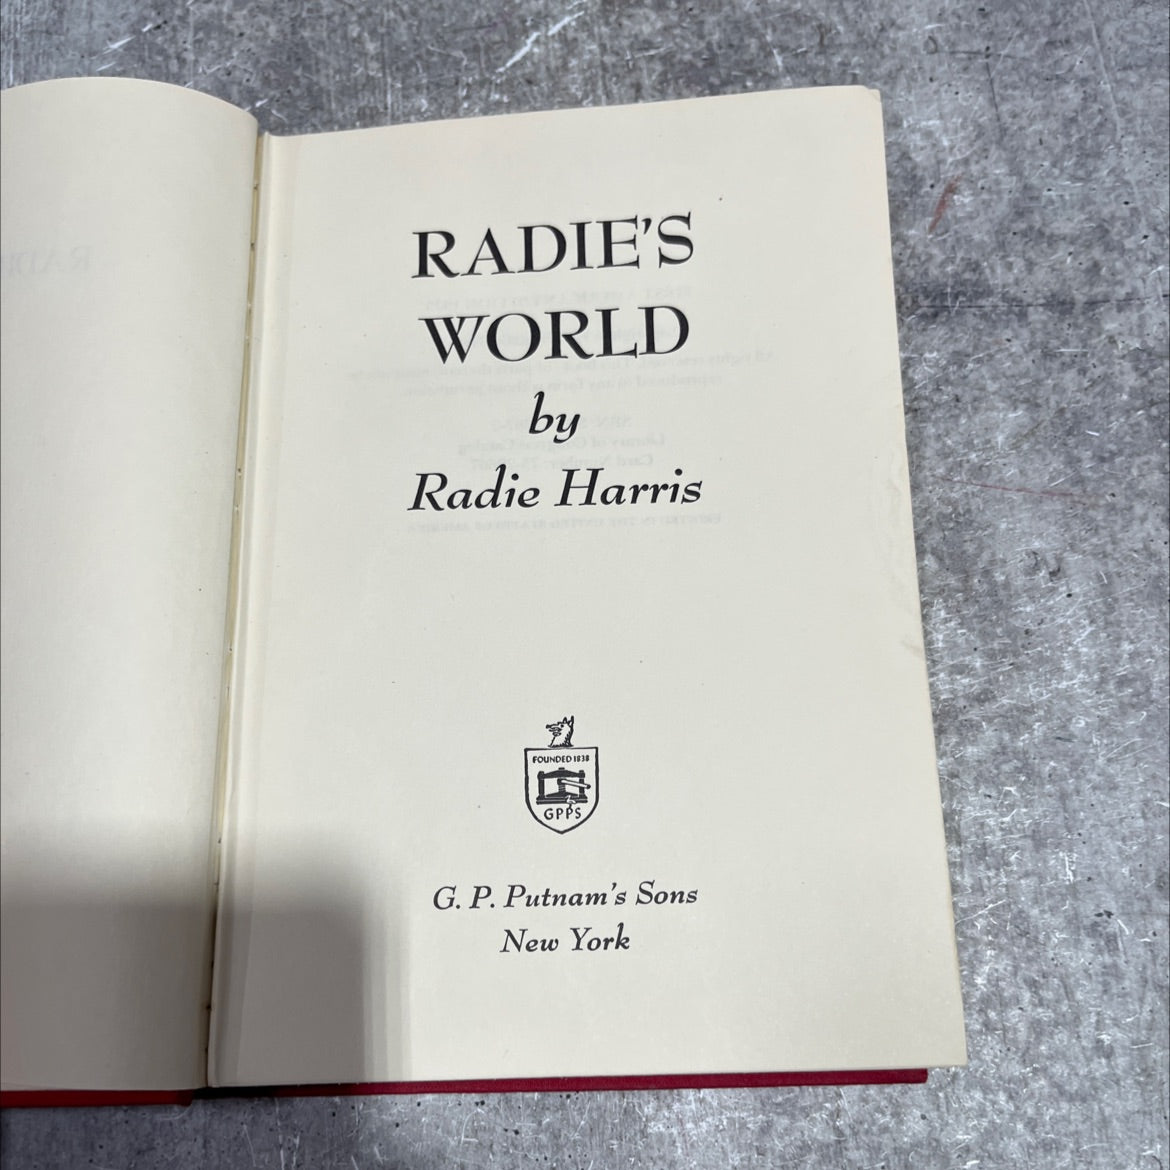 RADIE'S
WORLD
by
Radie Harris
FOUNDED 1838
GPPS
G. P. Putnam's Sons
New York